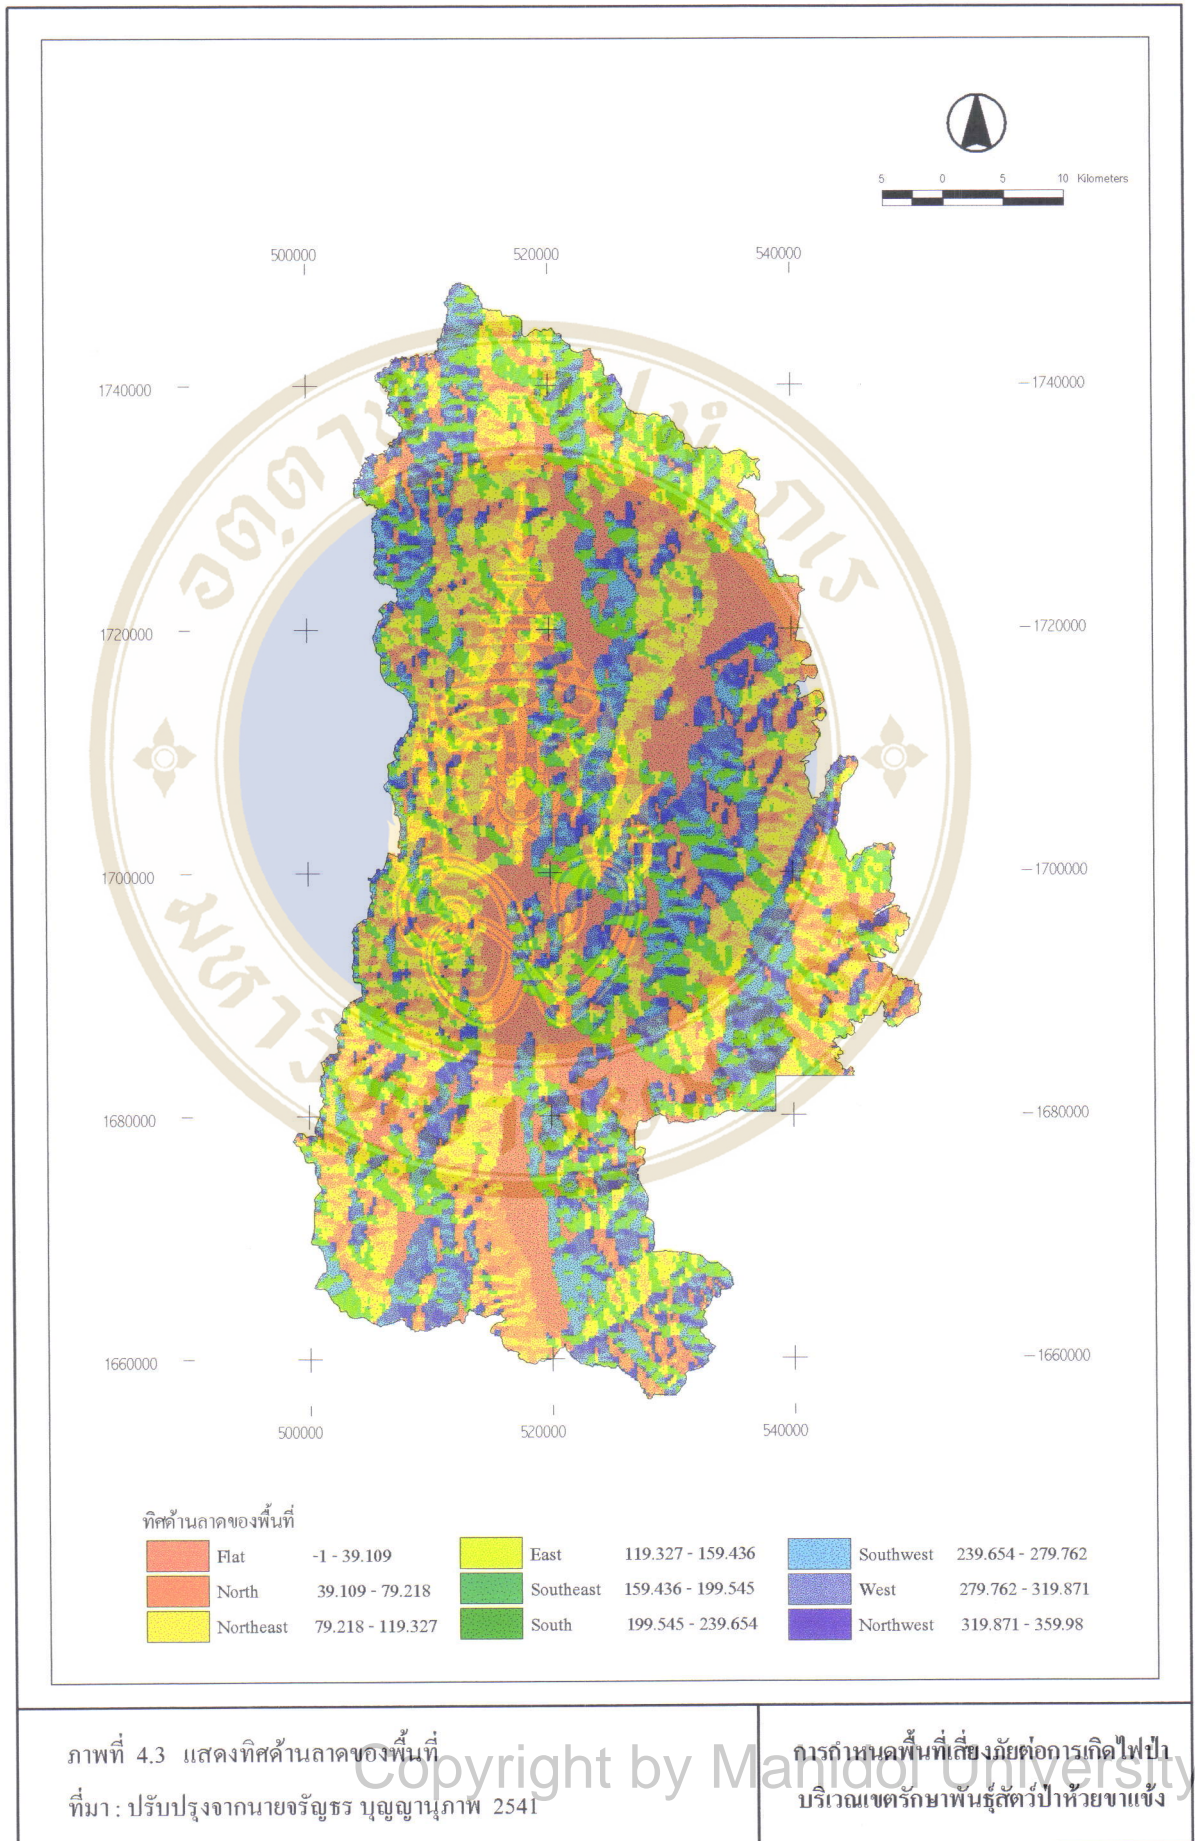 5 0 5 10 Kilometers
500000 520000 540000
1740000 1740000
1720000 1720000
1700000 1700000
1680000 1680000
1660000 1660000
500000 520000 540000
ทิศด้านลาดของพื้นที่
Flat -1 - 39.109
North 39.109 - 79.218
Northeast 79.218 - 119.327
East 119.327 - 159.436
Southeast 159.436 - 199.545
South 199.545 - 239.654
Southwest 239.654 - 279.762
West 279.762 - 319.871
Northwest 319.871 - 359.98
ภาพที่ 4.3 แสดงทิศด้านลาดของพื้นที่
ที่มา : ปรับปรุงจากนายจรัญธร บุญญานุภาพ 2541
การกำหนดพื้นที่เสี่ยงภัยต่อการเกิดไฟป่า
บริเวณเขตรักษาพันธุ์สัตว์ป่าห้วยขาแข้ง
Copyright by Mahidol University